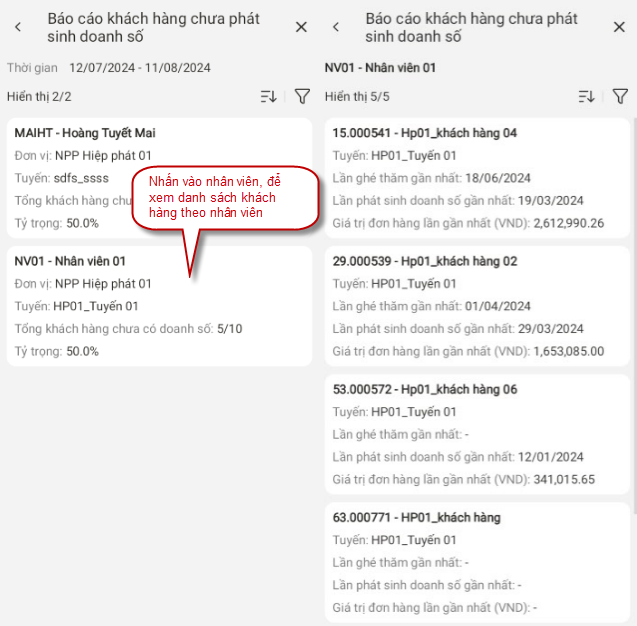 Báo cáo khách hàng chưa phát
sinh doanh số
Thời gian 12/07/2024 - 11/08/2024
Hiển thị 2/2
MAIHT - Hoàng Tuyết Mai
Đơn vị: NPP Hiệp phát 01
Tuyến: sdfs_ssss
Tổng khách hàng chư
Tỷ trọng: 50.0%
Nhấn vào nhân viên, để
xem danh sách khách
hàng theo nhân viên
NV01 - Nhân viên 01
Đơn vị: NPP Hiệp phát 01
Tuyến: HP01_Tuyến 01
Tổng khách hàng chưa có doanh số: 5/10
Tỷ trọng: 50.0%
Báo cáo khách hàng chưa phát
sinh doanh số
NV01 - Nhân viên 01
Hiển thị 5/5
15.000541 - Hp01_khách hàng 04
Tuyến: HP01_Tuyến 01
Lần ghé thăm gần nhất: 18/06/2024
Lần phát sinh doanh số gần nhất: 19/03/2024
Giá trị đơn hàng lần gần nhất (VND): 2,612,990.26
29.000539 - Hp01_khách hàng 02
Tuyến: HP01_Tuyến 01
Lần ghé thăm gần nhất: 01/04/2024
Lần phát sinh doanh số gần nhất: 29/03/2024
Giá trị đơn hàng lần gần nhất (VND): 1,653,085.00
53.000572 - Hp01_khách hàng 06
Tuyến: HP01_Tuyến 01
Lần ghé thăm gần nhất: -
Lần phát sinh doanh số gần nhất: 12/01/2024
Giá trị đơn hàng lần gần nhất (VND): 341,015.65
63.000771 - HP01_khách hàng
Tuyến: HP01_Tuyến 01
Lần ghé thăm gần nhất: -
Lần phát sinh doanh số gần nhất: -
Giá trị đơn hàng lần gần nhất (VND): -